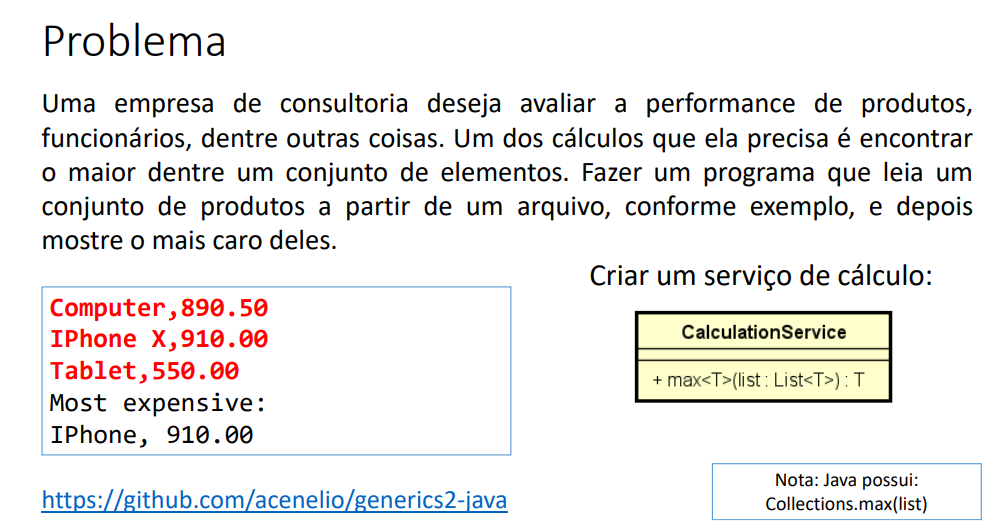 Problema
Uma empresa de consultoria deseja avaliar a performance de produtos,
funcionários, dentre outras coisas. Um dos cálculos que ela precisa é encontrar
o maior dentre um conjunto de elementos. Fazer um programa que leia um
conjunto de produtos a partir de um arquivo, conforme exemplo, e depois
mostre o mais caro deles.
Computer,890.50
IPhone X,910.00
Tablet,550.00
Most expensive:
IPhone, 910.00
https://github.com/acenelio/generics2-java
Criar um serviço de cálculo:
CalculationService
+ max<T>(list : List<T>) : T
Nota: Java possui:
Collections.max(list)